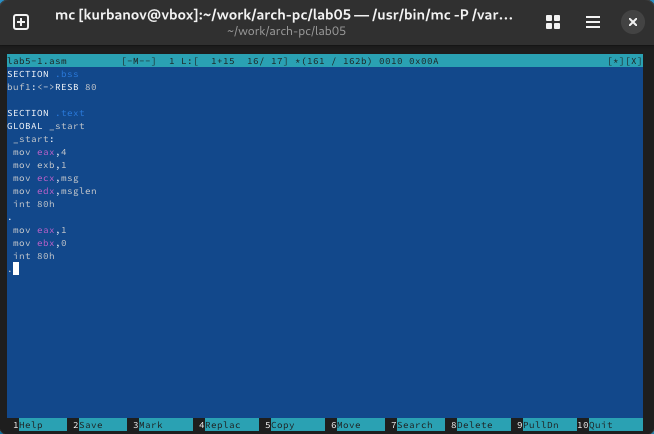 mc [kurbanov@vbox]:~/work/arch-pc/lab05 — /usr/bin/mc -P /var…
~/work/arch-pc/lab05
lab5-1.asm [-M--] 1 L:[ 1+15 16/ 17] *(161 / 162b) 0010 0x00A [*][X]
SECTION .bss
buf1:<->RESB 80
SECTION .text
GLOBAL _start
_start:
mov eax,4
mov exb,1
mov ecx,msg
mov edx,msglen
int 80h
.
mov eax,1
mov ebx,0
int 80h
.
1Help 2Save 3Mark 4Replac 5Copy 6Move 7Search 8Delete 9PullDn 10Quit